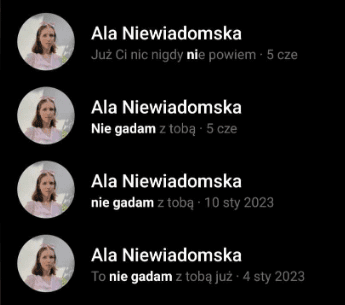 Ala Niewiadomska
Już Ci nic nigdy nie powiem · 5 cze
Ala Niewiadomska
Nie gadam z tobą · 5 cze
Ala Niewiadomska
nie gadam z tobą · 10 sty 2023
Ala Niewiadomska
To nie gadam z tobą już · 4 sty 2023